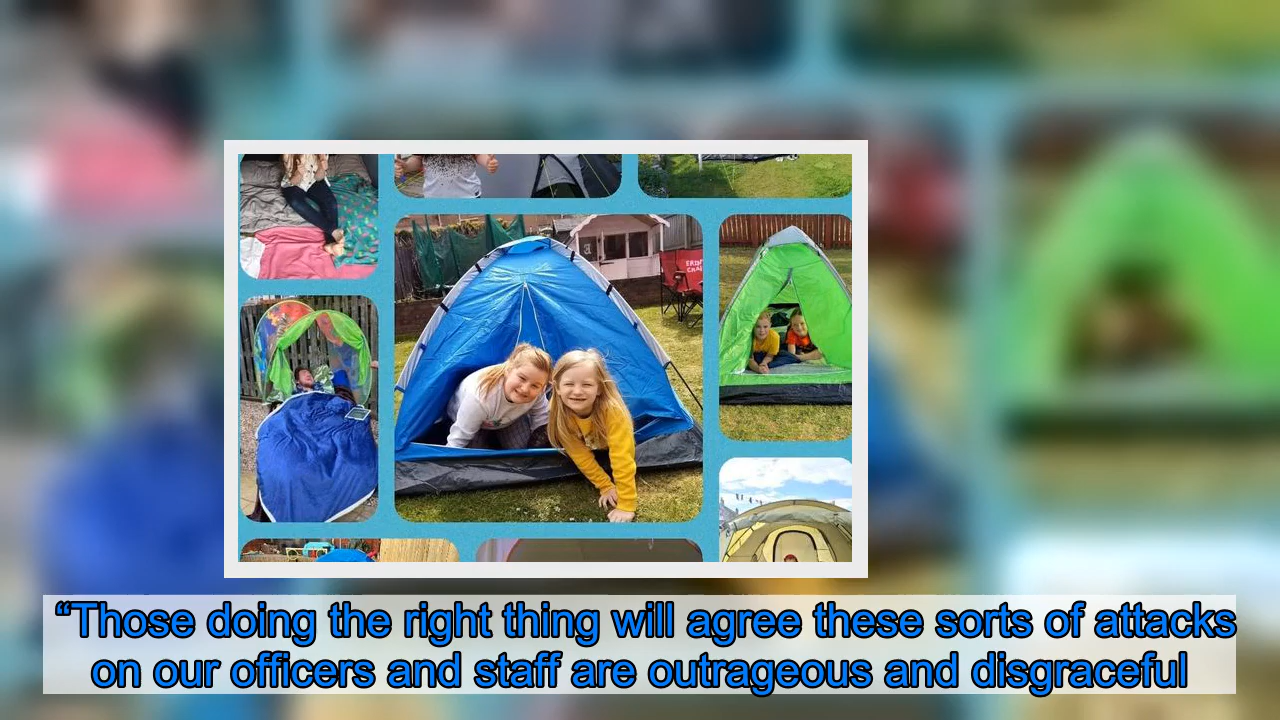 “Those doing the right thing will agree these sorts of attacks
on our officers and staff are outrageous and disgraceful